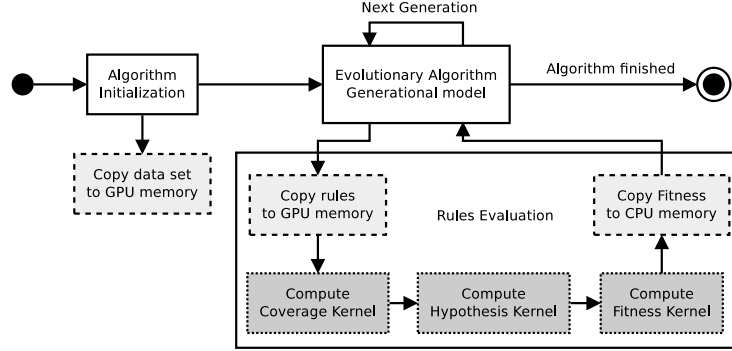 Next Generation
Algorithm
Initialization
Evolutionary Algorithm
Generational model
Algorithm finished
Copy data set
to GPU memory
Copy rules
to GPU memory
Rules Evaluation
Copy Fitness
to CPU memory
Compute
Coverage Kernel
Compute
Hypothesis Kernel
Compute
Fitness Kernel